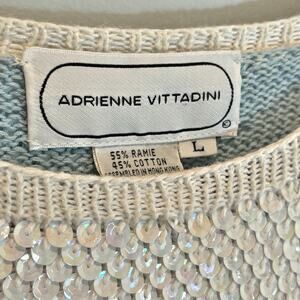 ADRIENNE VITTADINI
®
L
55% RAMIE
45% COTTON
ASSEMBLED IN HONG KONG